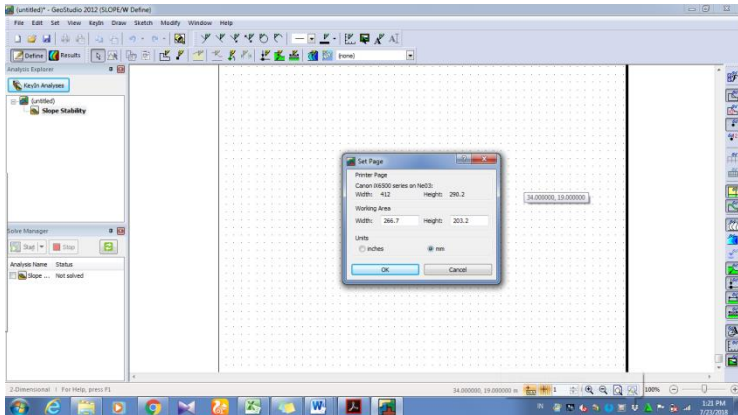 (untitled)* - GeoStudio 2012 (SLOPE/W Define)
File Edit Set View KeyIn Draw Sketch Modify Window Help
Define Results (none)
Analysis Explorer
KeyIn Analyses
(untitled)
Slope Stability
Set Page
Printer Page
Canon iX6500 series on Ne03:
Width: 412 Height: 290.2
Working Area
Width: 266.7 Height: 203.2
Units
inches mm
OK Cancel
34.000000, 19.000000
Solve Manager
Start Stop
Analysis Name Status
Slope ... Not solved
2-Dimensional | For Help, press F1
34.000000, 19.000000 m 1 100%
IN 1:21 PM
7/23/2018